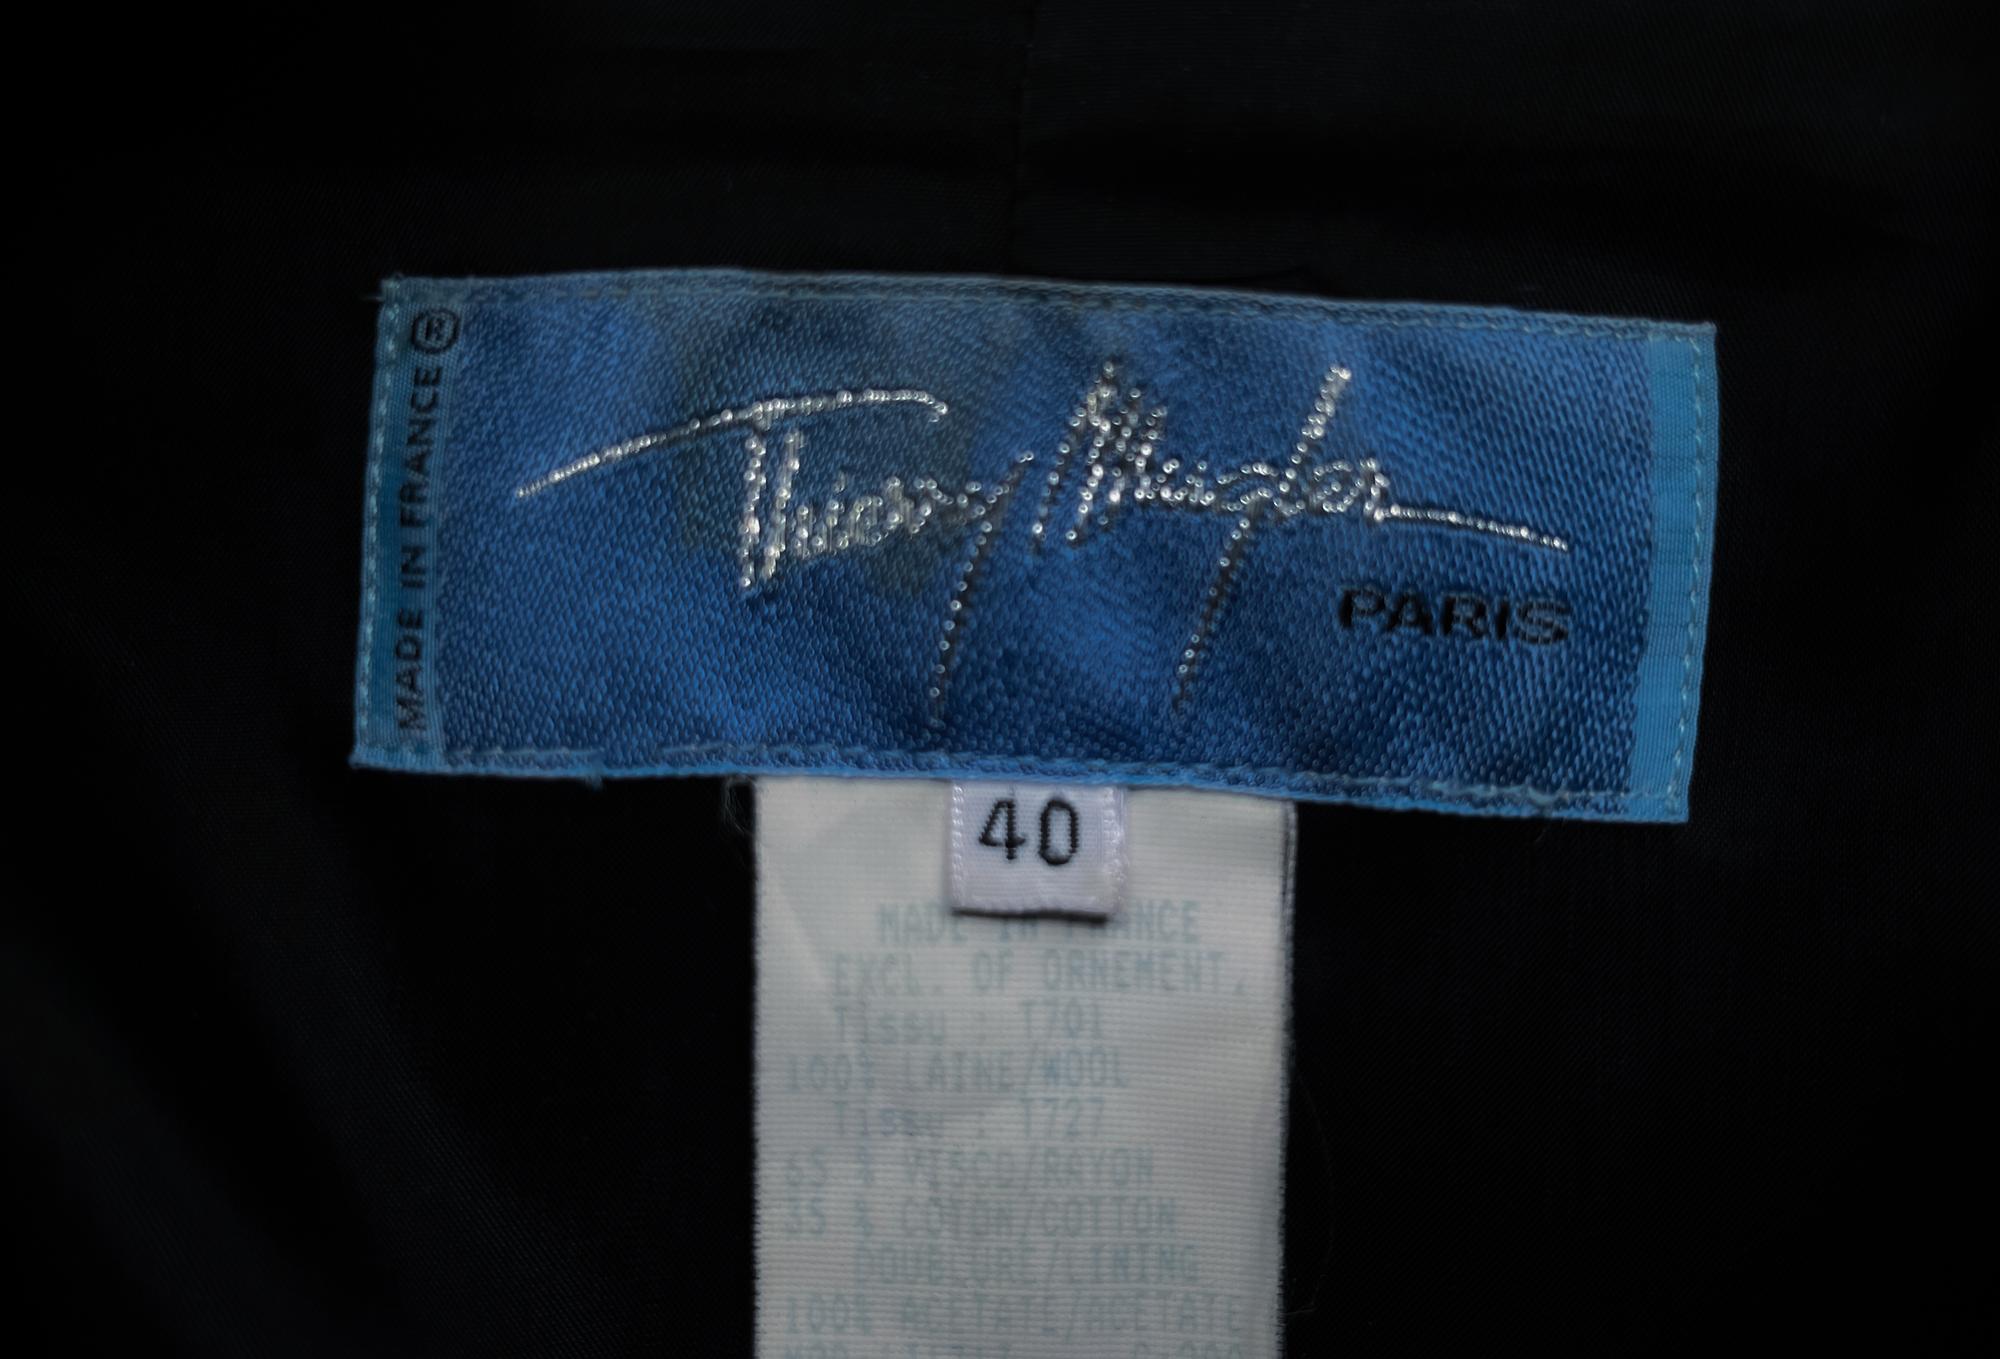 MADE IN FRANCE ®
Thierry Mugler
PARIS
40
MADE IN FRANCE
EXCL. OF ORNEMENT.
Tissu : T701
100% LAINE/WOOL
Tissu : T727
65 % VISCO/RAYON
35 % COTON/COTTON
DOUBLURE/LINING
100% ACETATE/ACETATE